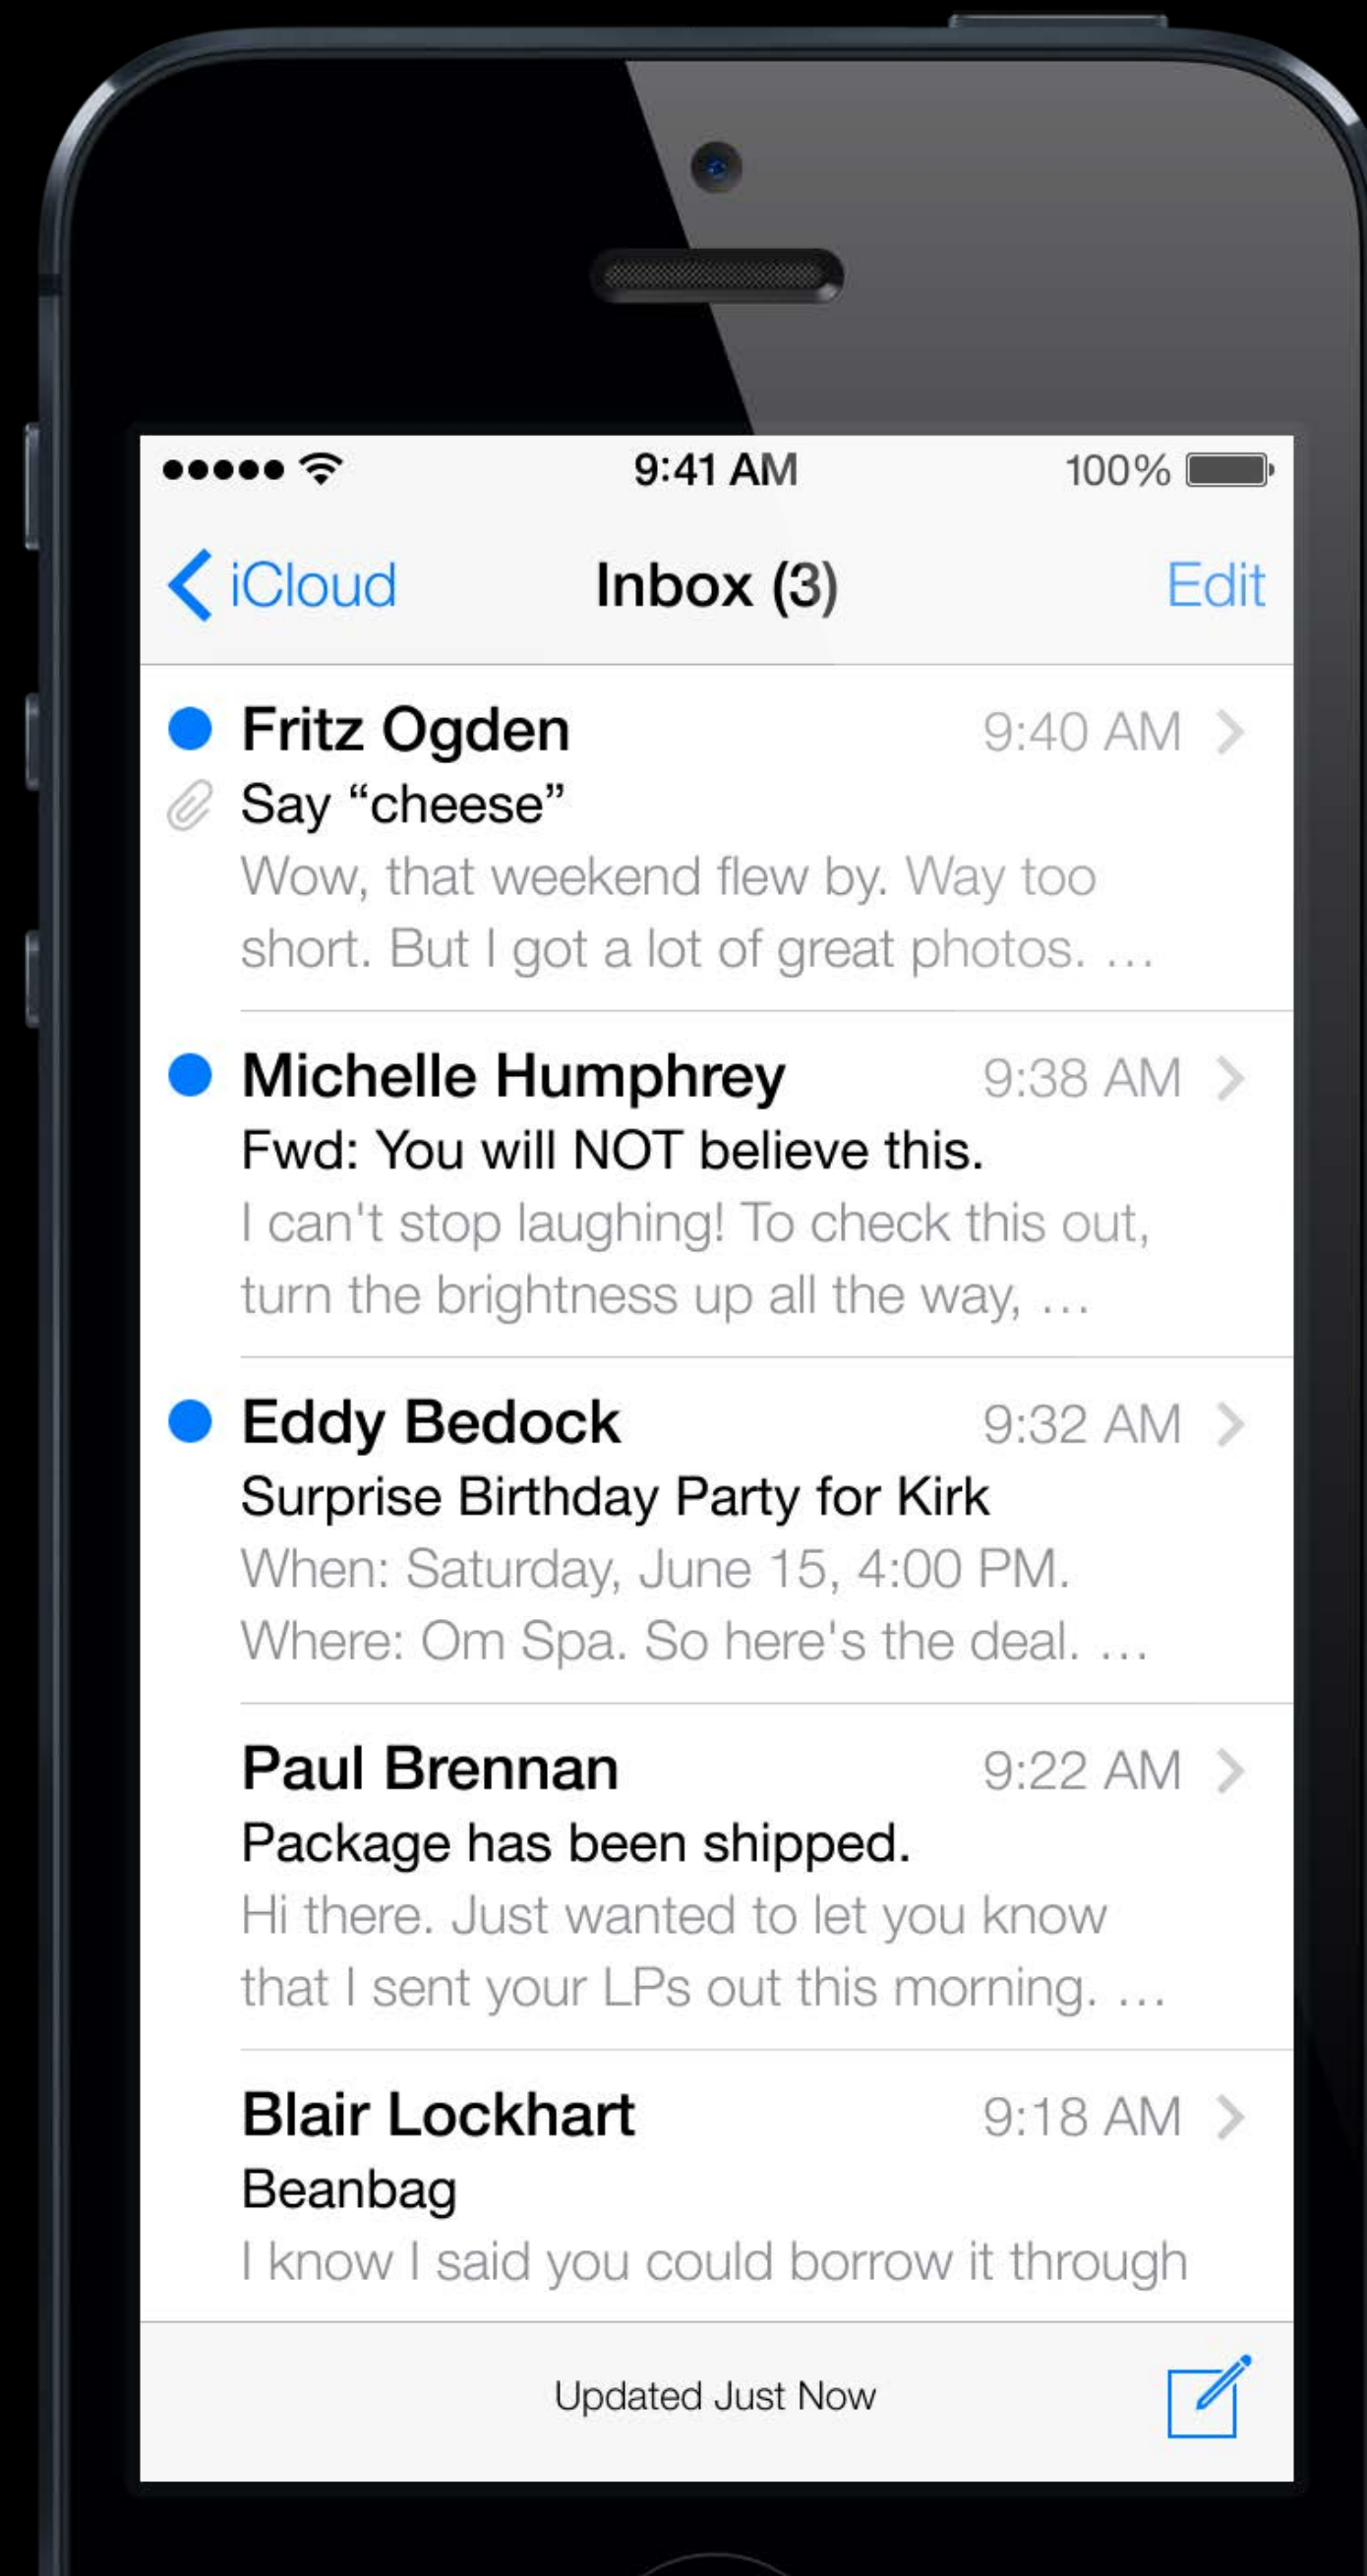 9:41 AM 100%
iCloud Inbox (3) Edit
Fritz Ogden 9:40 AM
Say “cheese”
Wow, that weekend flew by. Way too
short. But I got a lot of great photos. …
Michelle Humphrey 9:38 AM
Fwd: You will NOT believe this.
I can't stop laughing! To check this out,
turn the brightness up all the way, …
Eddy Bedock 9:32 AM
Surprise Birthday Party for Kirk
When: Saturday, June 15, 4:00 PM.
Where: Om Spa. So here's the deal. …
Paul Brennan 9:22 AM
Package has been shipped.
Hi there. Just wanted to let you know
that I sent your LPs out this morning. …
Blair Lockhart 9:18 AM
Beanbag
I know I said you could borrow it through
Updated Just Now